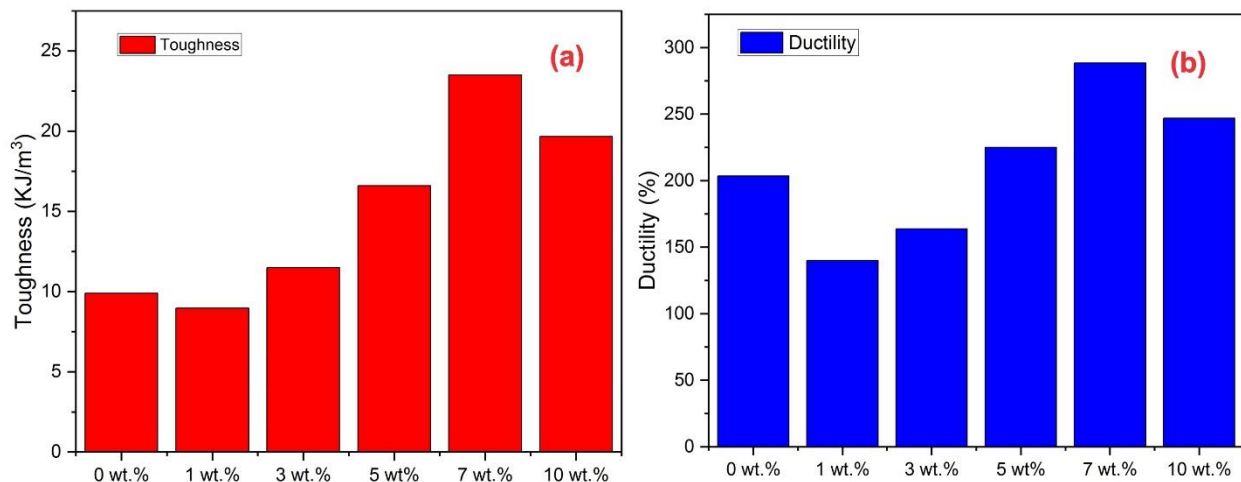 Toughness
(a)
Toughness (KJ/m³)
25
20
15
10
5
0
0 wt.% 1 wt.% 3 wt.% 5 wt% 7 wt.% 10 wt.%
Ductility
(b)
Ductility (%)
300
250
200
150
100
50
0
0 wt.% 1 wt.% 3 wt.% 5 wt% 7 wt.% 10 wt.%